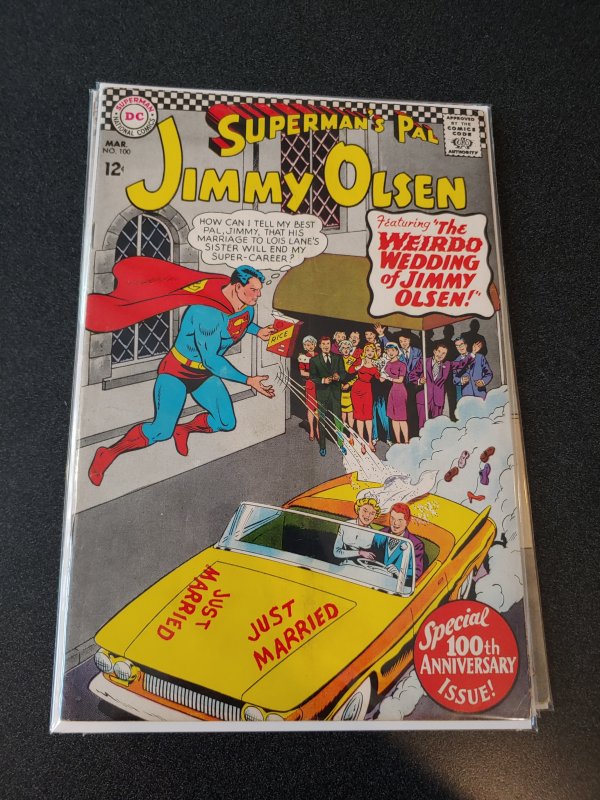 SUPERMAN
DC
NATIONAL COMICS
MAR.
NO. 100
12¢
SUPERMAN'S PAL
JIMMY OLSEN
APPROVED
BY THE
COMICS
CODE
AUTHORITY
HOW CAN I TELL MY BEST
PAL, JIMMY, THAT HIS
MARRIAGE TO LOIS LANE'S
SISTER WILL END MY
SUPER-CAREER?
Featuring "The
WEIRDO
WEDDING
of JIMMY
OLSEN!"
RICE
JUST
MARRIED
JUST
MARRIED
Special
100th
ANNIVERSARY
ISSUE!